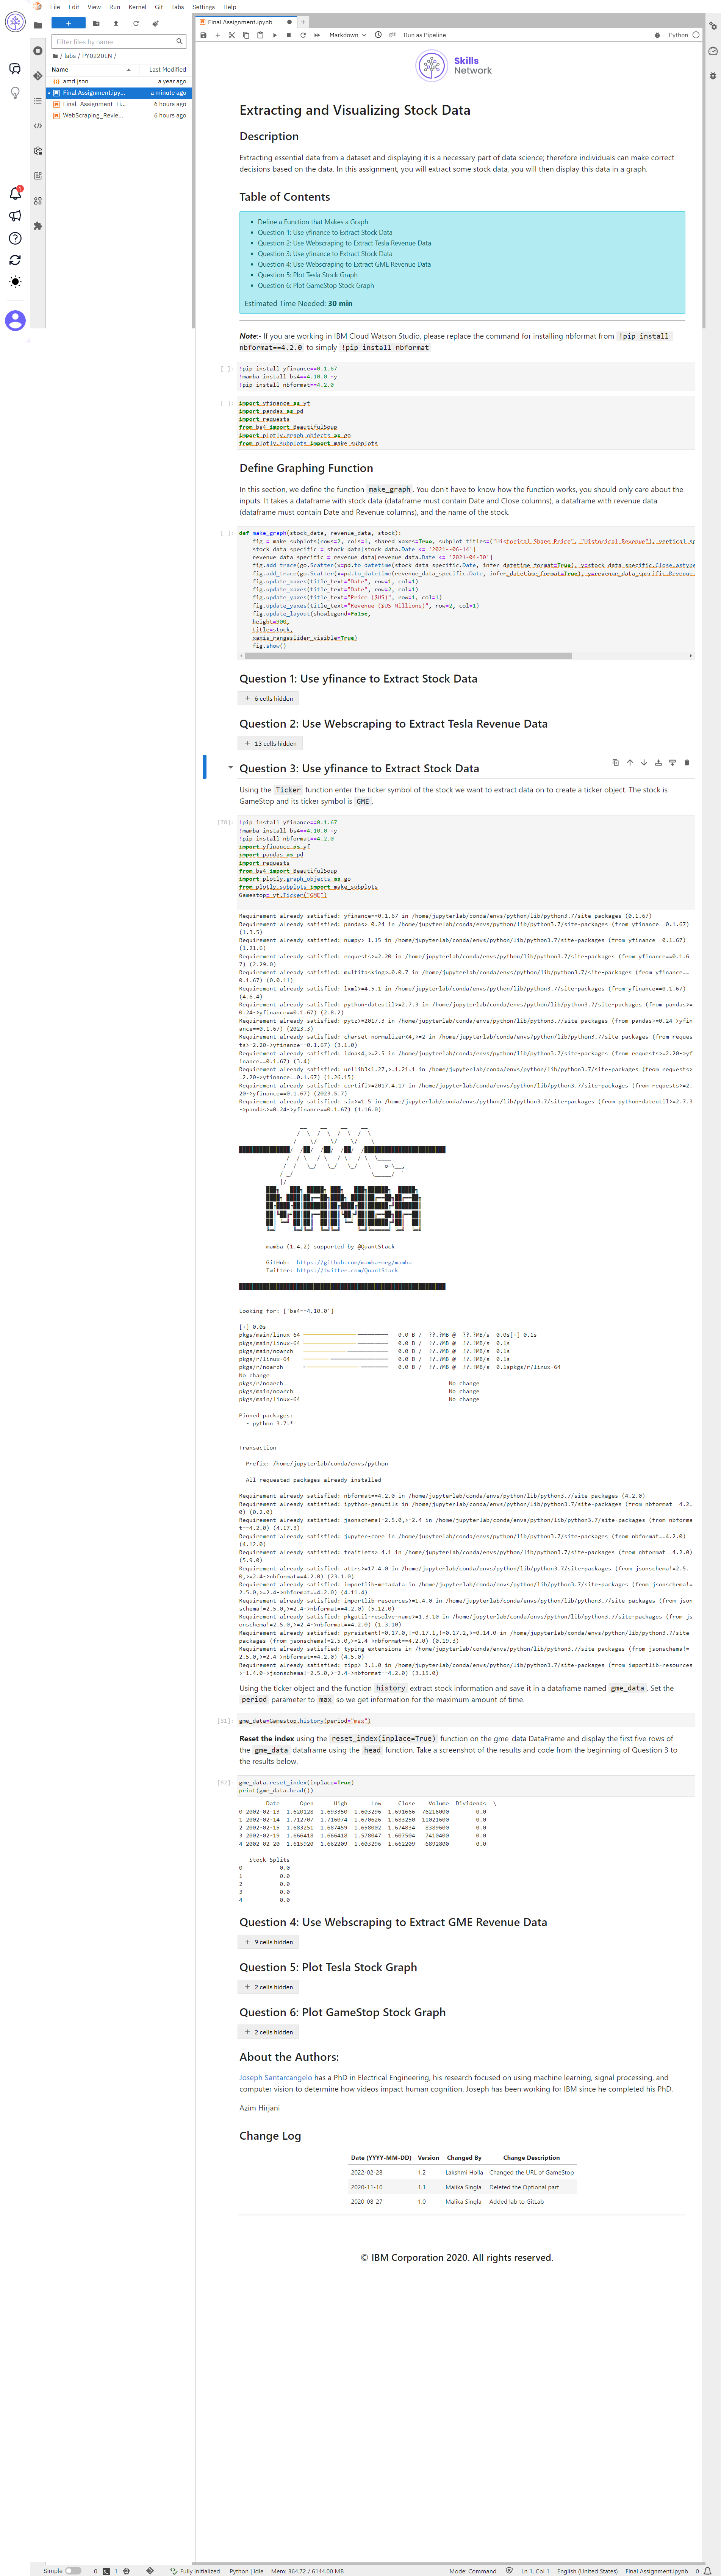 File Edit View Run Kernel Git Tabs Settings Help
Filter files by name
/ labs / PY0220EN /
Name Last Modified
amd.json a year ago
Final Assignment.ipy... a minute ago
Final_Assignment_Li... 6 hours ago
WebScraping_Revie... 6 hours ago
Final Assignment.ipynb
Markdown Run as Pipeline Python
Skills
Network
Extracting and Visualizing Stock Data
Description
Extracting essential data from a dataset and displaying it is a necessary part of data science; therefore individuals can make correct
decisions based on the data. In this assignment, you will extract some stock data, you will then display this data in a graph.
Table of Contents
Define a Function that Makes a Graph
Question 1: Use yfinance to Extract Stock Data
Question 2: Use Webscraping to Extract Tesla Revenue Data
Question 3: Use yfinance to Extract Stock Data
Question 4: Use Webscraping to Extract GME Revenue Data
Question 5: Plot Tesla Stock Graph
Question 6: Plot GameStop Stock Graph
Estimated Time Needed: 30 min
Note:- If you are working in IBM Cloud Watson Studio, please replace the command for installing nbformat from !pip install
nbformat==4.2.0 to simply !pip install nbformat
[ ]: !pip install yfinance==0.1.67
!mamba install bs4==4.10.0 -y
!pip install nbformat==4.2.0
[ ]: import yfinance as yf
import pandas as pd
import requests
from bs4 import BeautifulSoup
import plotly.graph_objects as go
from plotly.subplots import make_subplots
Define Graphing Function
In this section, we define the function make_graph. You don't have to know how the function works, you should only care about the
inputs. It takes a dataframe with stock data (dataframe must contain Date and Close columns), a dataframe with revenue data
(dataframe must contain Date and Revenue columns), and the name of the stock.
[ ]: def make_graph(stock_data, revenue_data, stock):
fig = make_subplots(rows=2, cols=1, shared_xaxes=True, subplot_titles=("Historical Share Price", "Historical Revenue"), vertical_sp
stock_data_specific = stock_data[stock_data.Date <= '2021--06-14']
revenue_data_specific = revenue_data[revenue_data.Date <= '2021-04-30']
fig.add_trace(go.Scatter(x=pd.to_datetime(stock_data_specific.Date, infer_datetime_format=True), y=stock_data_specific.Close.astype
fig.add_trace(go.Scatter(x=pd.to_datetime(revenue_data_specific.Date, infer_datetime_format=True), y=revenue_data_specific.Revenue.
fig.update_xaxes(title_text="Date", row=1, col=1)
fig.update_xaxes(title_text="Date", row=2, col=1)
fig.update_yaxes(title_text="Price ($US)", row=1, col=1)
fig.update_yaxes(title_text="Revenue ($US Millions)", row=2, col=1)
fig.update_layout(showlegend=False,
height=900,
title=stock,
xaxis_rangeslider_visible=True)
fig.show()
Question 1: Use yfinance to Extract Stock Data
+ 6 cells hidden
Question 2: Use Webscraping to Extract Tesla Revenue Data
+ 13 cells hidden
Question 3: Use yfinance to Extract Stock Data
Using the Ticker function enter the ticker symbol of the stock we want to extract data on to create a ticker object. The stock is
GameStop and its ticker symbol is GME.
[78]: !pip install yfinance==0.1.67
!mamba install bs4==4.10.0 -y
!pip install nbformat==4.2.0
import yfinance as yf
import pandas as pd
import requests
from bs4 import BeautifulSoup
import plotly.graph_objects as go
from plotly.subplots import make_subplots
Gamestop= yf.Ticker("GME")
Requirement already satisfied: yfinance==0.1.67 in /home/jupyterlab/conda/envs/python/lib/python3.7/site-packages (0.1.67)
Requirement already satisfied: pandas>=0.24 in /home/jupyterlab/conda/envs/python/lib/python3.7/site-packages (from yfinance==0.1.67)
(1.3.5)
Requirement already satisfied: numpy>=1.15 in /home/jupyterlab/conda/envs/python/lib/python3.7/site-packages (from yfinance==0.1.67)
(1.21.6)
Requirement already satisfied: requests>=2.20 in /home/jupyterlab/conda/envs/python/lib/python3.7/site-packages (from yfinance==0.1.6
7) (2.29.0)
Requirement already satisfied: multitasking>=0.0.7 in /home/jupyterlab/conda/envs/python/lib/python3.7/site-packages (from yfinance==
0.1.67) (0.0.11)
Requirement already satisfied: lxml>=4.5.1 in /home/jupyterlab/conda/envs/python/lib/python3.7/site-packages (from yfinance==0.1.67)
(4.6.4)
Requirement already satisfied: python-dateutil>=2.7.3 in /home/jupyterlab/conda/envs/python/lib/python3.7/site-packages (from pandas>=
0.24->yfinance==0.1.67) (2.8.2)
Requirement already satisfied: pytz>=2017.3 in /home/jupyterlab/conda/envs/python/lib/python3.7/site-packages (from pandas>=0.24->yfin
ance==0.1.67) (2023.3)
Requirement already satisfied: charset-normalizer<4,>=2 in /home/jupyterlab/conda/envs/python/lib/python3.7/site-packages (from reque
sts>=2.20->yfinance==0.1.67) (3.1.0)
Requirement already satisfied: idna<4,>=2.5 in /home/jupyterlab/conda/envs/python/lib/python3.7/site-packages (from requests>=2.20->yf
inance==0.1.67) (3.4)
Requirement already satisfied: urllib3<1.27,>=1.21.1 in /home/jupyterlab/conda/envs/python/lib/python3.7/site-packages (from requests>
=2.20->yfinance==0.1.67) (1.26.15)
Requirement already satisfied: certifi>=2017.4.17 in /home/jupyterlab/conda/envs/python/lib/python3.7/site-packages (from requests>=2.
20->yfinance==0.1.67) (2023.5.7)
Requirement already satisfied: six>=1.5 in /home/jupyterlab/conda/envs/python/lib/python3.7/site-packages (from python-dateutil>=2.7.3
->pandas>=0.24->yfinance==0.1.67) (1.16.0)
MAMBA
mamba (1.4.2) supported by @QuantStack
GitHub: https://github.com/mamba-org/mamba
Twitter: https://twitter.com/QuantStack
Looking for: ['bs4==4.10.0']
[+] 0.0s
pkgs/main/linux-64 0.0 B / ??.?MB @ ??.?MB/s 0.0s[+] 0.1s
pkgs/main/linux-64 0.0 B / ??.?MB @ ??.?MB/s 0.1s
pkgs/main/noarch 0.0 B / ??.?MB @ ??.?MB/s 0.1s
pkgs/r/linux-64 0.0 B / ??.?MB @ ??.?MB/s 0.1s
pkgs/r/noarch 0.0 B / ??.?MB @ ??.?MB/s 0.1spkgs/r/linux-64
No change
pkgs/r/noarch No change
pkgs/main/noarch No change
pkgs/main/linux-64 No change
Pinned packages:
- python 3.7.*
Transaction
Prefix: /home/jupyterlab/conda/envs/python
All requested packages already installed
Requirement already satisfied: nbformat==4.2.0 in /home/jupyterlab/conda/envs/python/lib/python3.7/site-packages (4.2.0)
Requirement already satisfied: ipython-genutils in /home/jupyterlab/conda/envs/python/lib/python3.7/site-packages (from nbformat==4.2.
0) (0.2.0)
Requirement already satisfied: jsonschema!=2.5.0,>=2.4 in /home/jupyterlab/conda/envs/python/lib/python3.7/site-packages (from nbforma
t==4.2.0) (4.17.3)
Requirement already satisfied: jupyter-core in /home/jupyterlab/conda/envs/python/lib/python3.7/site-packages (from nbformat==4.2.0)
(4.12.0)
Requirement already satisfied: traitlets>=4.1 in /home/jupyterlab/conda/envs/python/lib/python3.7/site-packages (from nbformat==4.2.0)
(5.9.0)
Requirement already satisfied: attrs>=17.4.0 in /home/jupyterlab/conda/envs/python/lib/python3.7/site-packages (from jsonschema!=2.5.
0,>=2.4->nbformat==4.2.0) (23.1.0)
Requirement already satisfied: importlib-metadata in /home/jupyterlab/conda/envs/python/lib/python3.7/site-packages (from jsonschema!=
2.5.0,>=2.4->nbformat==4.2.0) (4.11.4)
Requirement already satisfied: importlib-resources>=1.4.0 in /home/jupyterlab/conda/envs/python/lib/python3.7/site-packages (from json
schema!=2.5.0,>=2.4->nbformat==4.2.0) (5.12.0)
Requirement already satisfied: pkgutil-resolve-name>=1.3.10 in /home/jupyterlab/conda/envs/python/lib/python3.7/site-packages (from js
onschema!=2.5.0,>=2.4->nbformat==4.2.0) (1.3.10)
Requirement already satisfied: pyrsistent!=0.17.0,!=0.17.1,!=0.17.2,>=0.14.0 in /home/jupyterlab/conda/envs/python/lib/python3.7/site-
packages (from jsonschema!=2.5.0,>=2.4->nbformat==4.2.0) (0.19.3)
Requirement already satisfied: typing-extensions in /home/jupyterlab/conda/envs/python/lib/python3.7/site-packages (from jsonschema!=
2.5.0,>=2.4->nbformat==4.2.0) (4.5.0)
Requirement already satisfied: zipp>=3.1.0 in /home/jupyterlab/conda/envs/python/lib/python3.7/site-packages (from importlib-resources
>=1.4.0->jsonschema!=2.5.0,>=2.4->nbformat==4.2.0) (3.15.0)
Using the ticker object and the function history extract stock information and save it in a dataframe named gme_data. Set the
period parameter to max so we get information for the maximum amount of time.
[81]: gme_data=Gamestop.history(period="max")
Reset the index using the reset_index(inplace=True) function on the gme_data DataFrame and display the first five rows of
the gme_data dataframe using the head function. Take a screenshot of the results and code from the beginning of Question 3 to
the results below.
[82]: gme_data.reset_index(inplace=True)
print(gme_data.head())
Date Open High Low Close Volume Dividends \
0 2002-02-13 1.620128 1.693350 1.603296 1.691666 76216000 0.0
1 2002-02-14 1.712707 1.716074 1.670626 1.683250 11021600 0.0
2 2002-02-15 1.683251 1.687459 1.658002 1.674834 8389600 0.0
3 2002-02-19 1.666418 1.666418 1.578047 1.607504 7410400 0.0
4 2002-02-20 1.615920 1.662209 1.603296 1.662209 6892800 0.0
Stock Splits
0 0.0
1 0.0
2 0.0
3 0.0
4 0.0
Question 4: Use Webscraping to Extract GME Revenue Data
+ 9 cells hidden
Question 5: Plot Tesla Stock Graph
+ 2 cells hidden
Question 6: Plot GameStop Stock Graph
+ 2 cells hidden
About the Authors:
Joseph Santarcangelo has a PhD in Electrical Engineering, his research focused on using machine learning, signal processing, and
computer vision to determine how videos impact human cognition. Joseph has been working for IBM since he completed his PhD.
Azim Hirjani
Change Log
Date (YYYY-MM-DD) Version Changed By Change Description
2022-02-28 1.2 Lakshmi Holla Changed the URL of GameStop
2020-11-10 1.1 Malika Singla Deleted the Optional part
2020-08-27 1.0 Malika Singla Added lab to GitLab
© IBM Corporation 2020. All rights reserved.
Simple 0 1 Fully initialized Python | Idle Mem: 364.72 / 6144.00 MB Mode: Command Ln 1, Col 1 English (United States) Final Assignment.ipynb 0